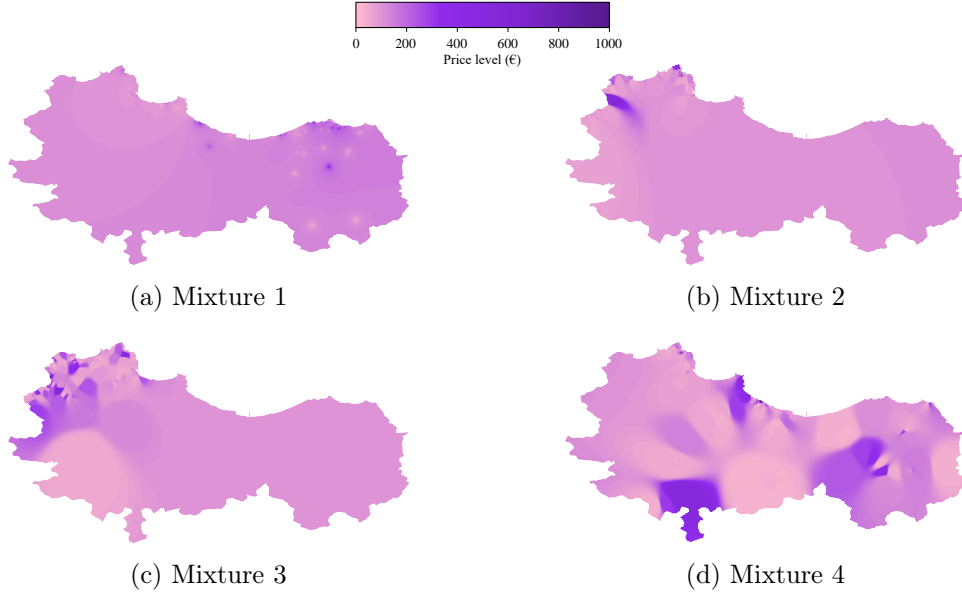 0 200 400 600 800 1000
Price level (€)
(a) Mixture 1
(b) Mixture 2
(c) Mixture 3
(d) Mixture 4